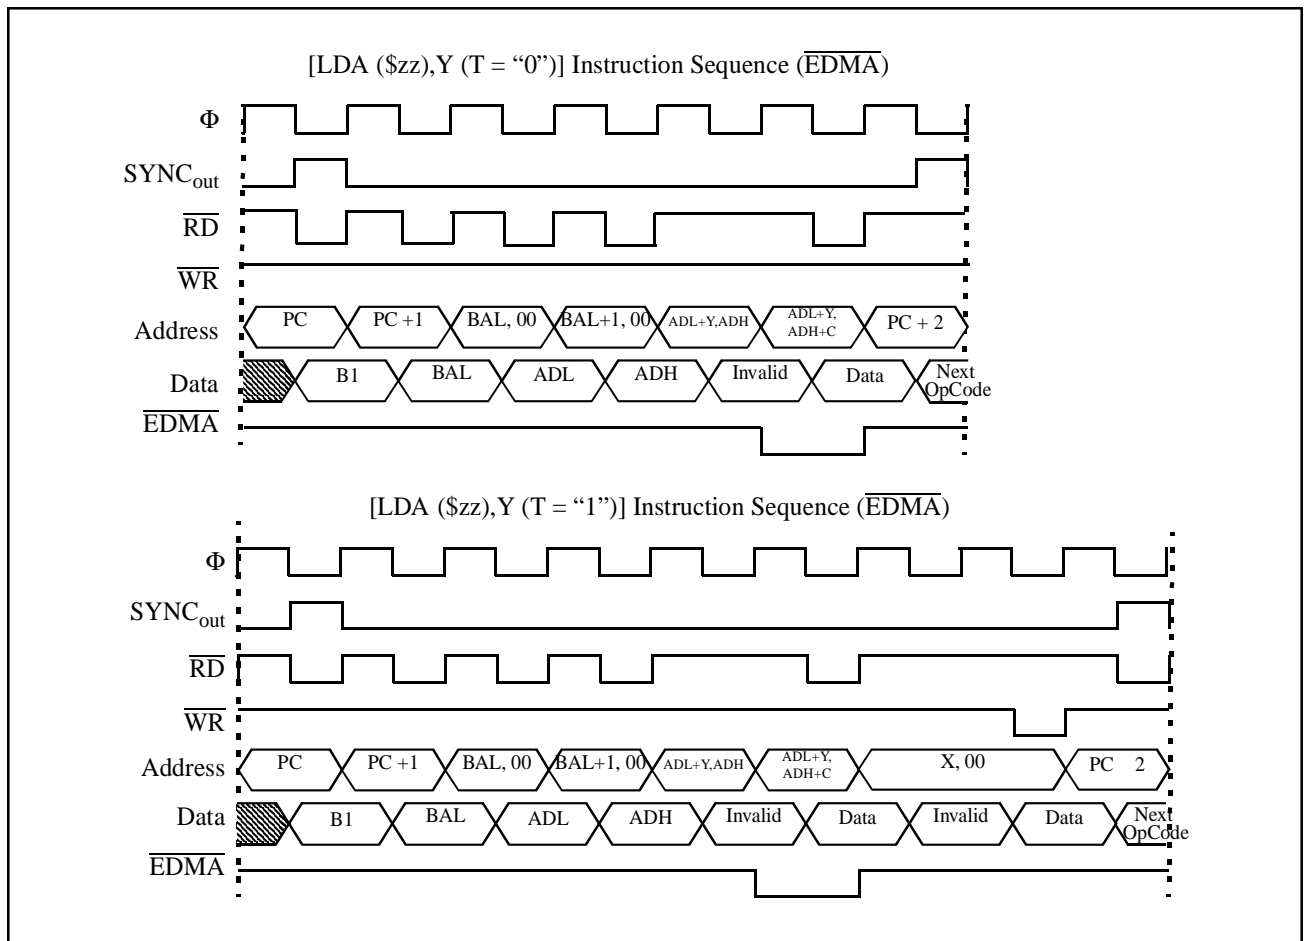 [LDA ($zz),Y (T = “0”)] Instruction Sequence (EDMA)
Φ
SYNCout
RD
WR
Address
PC
PC +1
BAL, 00
BAL+1, 00
ADL+Y,ADH
ADL+Y,
ADH+C
PC + 2
Data
B1
BAL
ADL
ADH
Invalid
Data
Next
OpCode
EDMA
[LDA ($zz),Y (T = “1”)] Instruction Sequence (EDMA)
Φ
SYNCout
RD
WR
Address
PC
PC +1
BAL, 00
BAL+1, 00
ADL+Y,ADH
ADL+Y,
ADH+C
X, 00
PC 2
Data
B1
BAL
ADL
ADH
Invalid
Data
Invalid
Data
Next
OpCode
EDMA